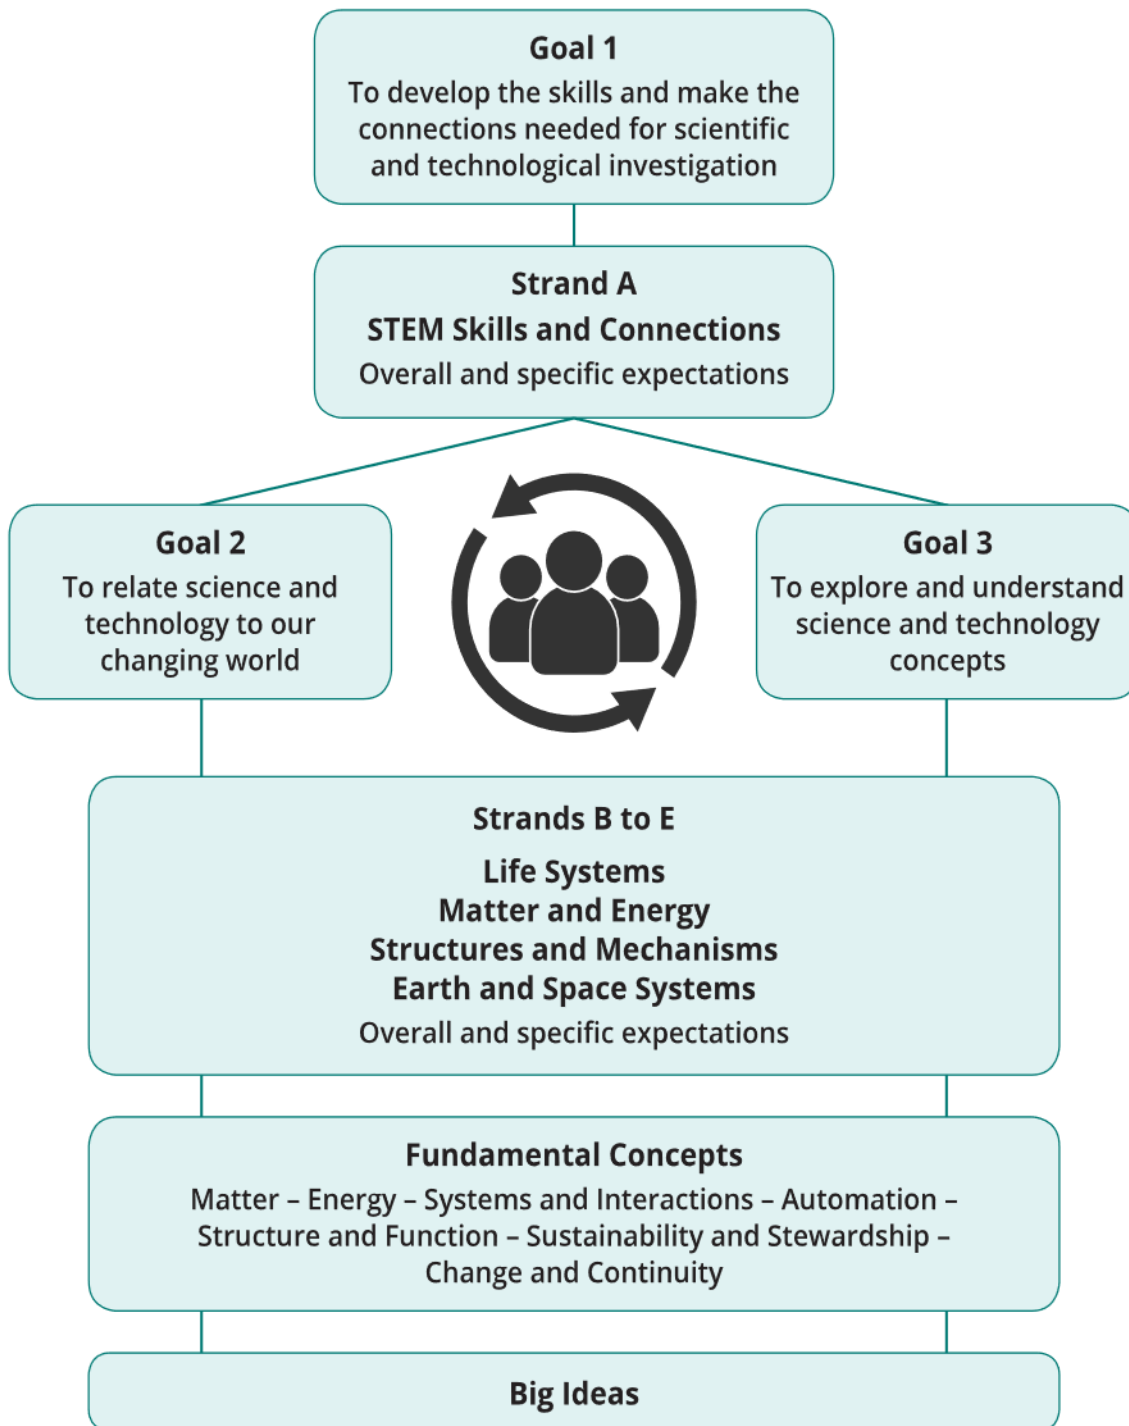 Goal 1
To develop the skills and make the
connections needed for scientific
and technological investigation
Strand A
STEM Skills and Connections
Overall and specific expectations
Goal 2
To relate science and
technology to our
changing world
Goal 3
To explore and understand
science and technology
concepts
Strands B to E
Life Systems
Matter and Energy
Structures and Mechanisms
Earth and Space Systems
Overall and specific expectations
Fundamental Concepts
Matter – Energy – Systems and Interactions – Automation –
Structure and Function – Sustainability and Stewardship –
Change and Continuity
Big Ideas